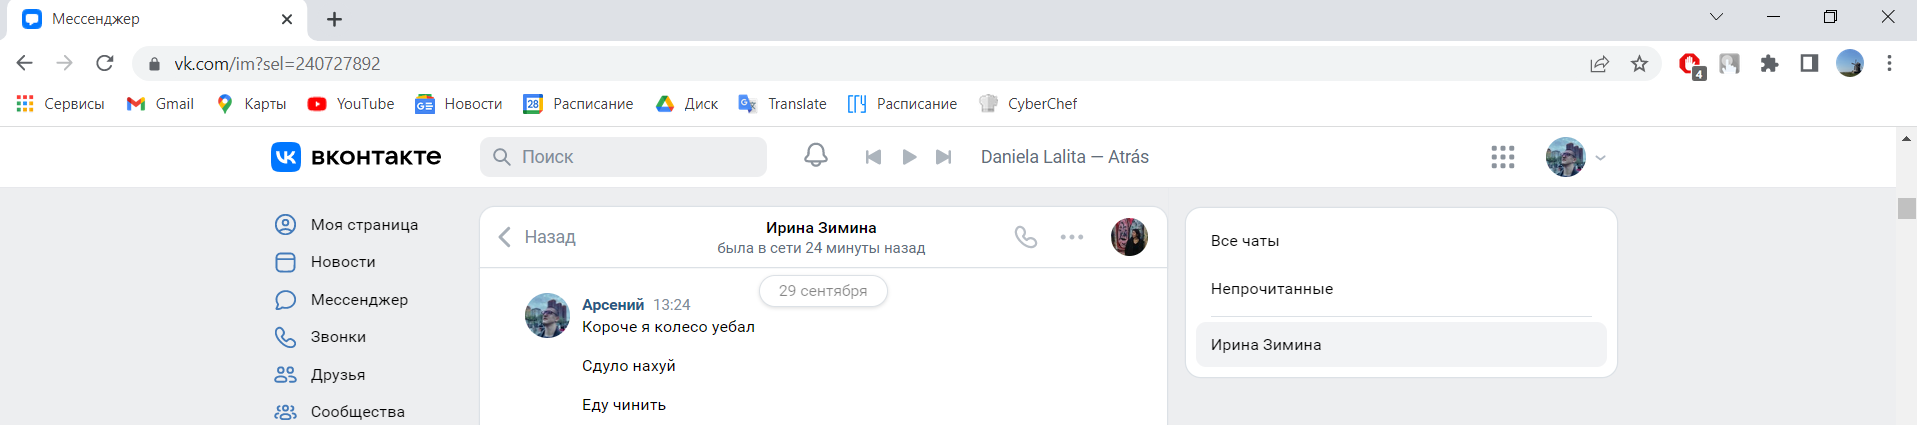 Мессенджер
vk.com/im?sel=240727892
4
Сервисы Gmail Карты YouTube Новости 28 Расписание Диск Translate Расписание CyberChef
вконтакте Поиск Daniela Lalita — Atrás
Моя страница
Новости
Мессенджер
Звонки
Друзья
Сообщества
Назад
Ирина Зимина
была в сети 24 минуты назад
29 сентября
Арсений 13:24
Короче я колесо уебал
Сдуло нахуй
Еду чинить
Все чаты
Непрочитанные
Ирина Зимина